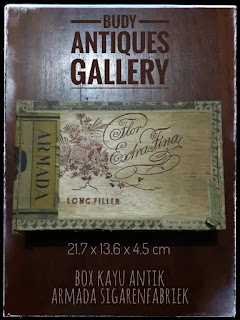 BUDY
ANTIQUES
GALLERY
ARMADA
Flor
Extra Fina
LONG FILLER
21.7 x 13.6 x 4.5 cm
BOX KAYU ANTIK
ARMADA SIGARENFABRIEK